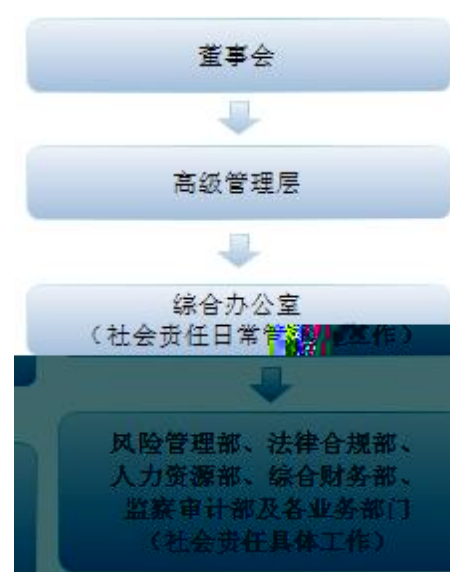 董事会
高级管理层
综合办公室
（社会责任日常管 工作）
风险管理部、法律合规部、
人力资源部、综合财务部、
监察审计部及各业务部门
（社会责任具体工作）